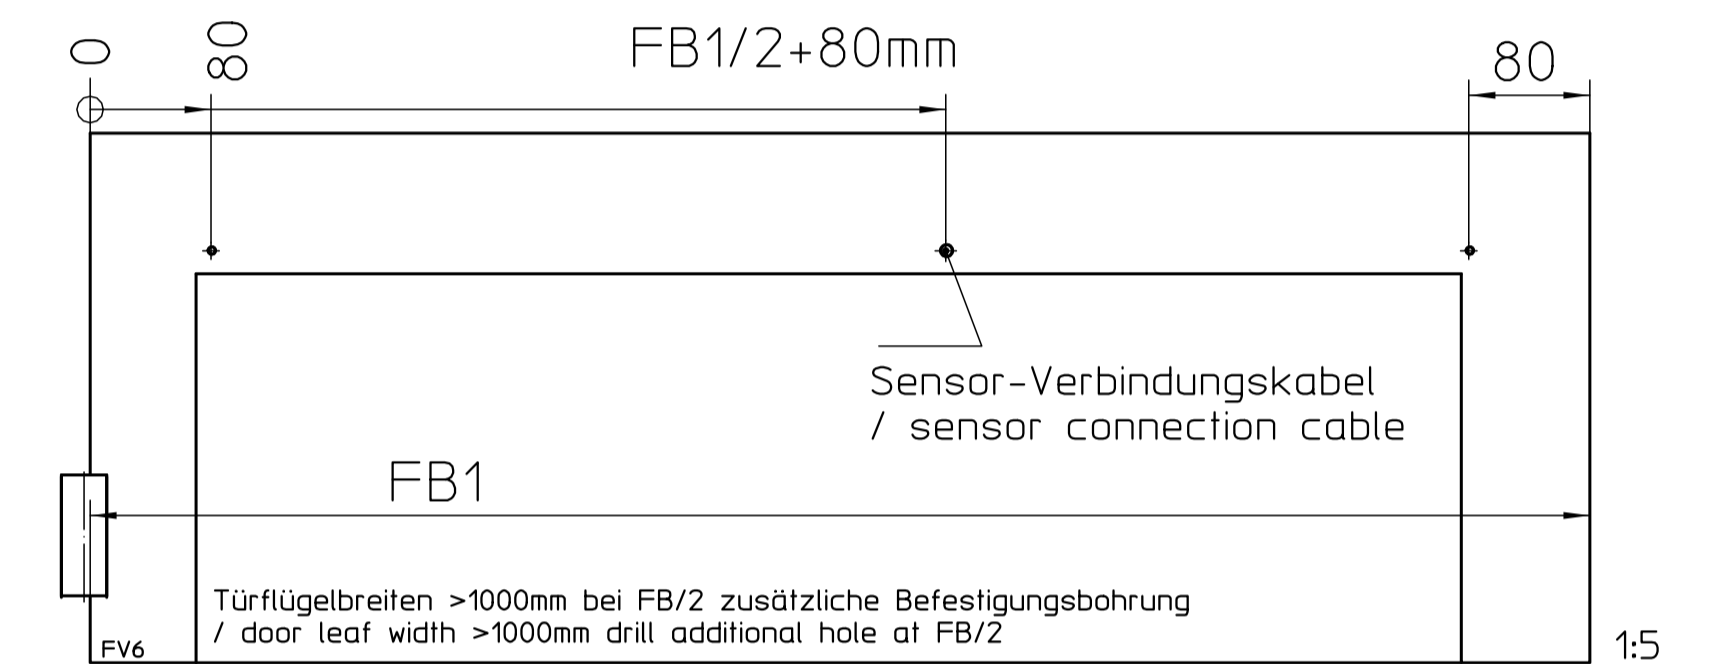 0
80
FB1/2+80mm
80
Sensor-Verbindungskabel
/ sensor connection cable
FB1
Türflügelbreiten >1000mm bei FB/2 zusätzliche Befestigungsbohrung
/ door leaf width >1000mm drill additional hole at FB/2
FV6
1:5